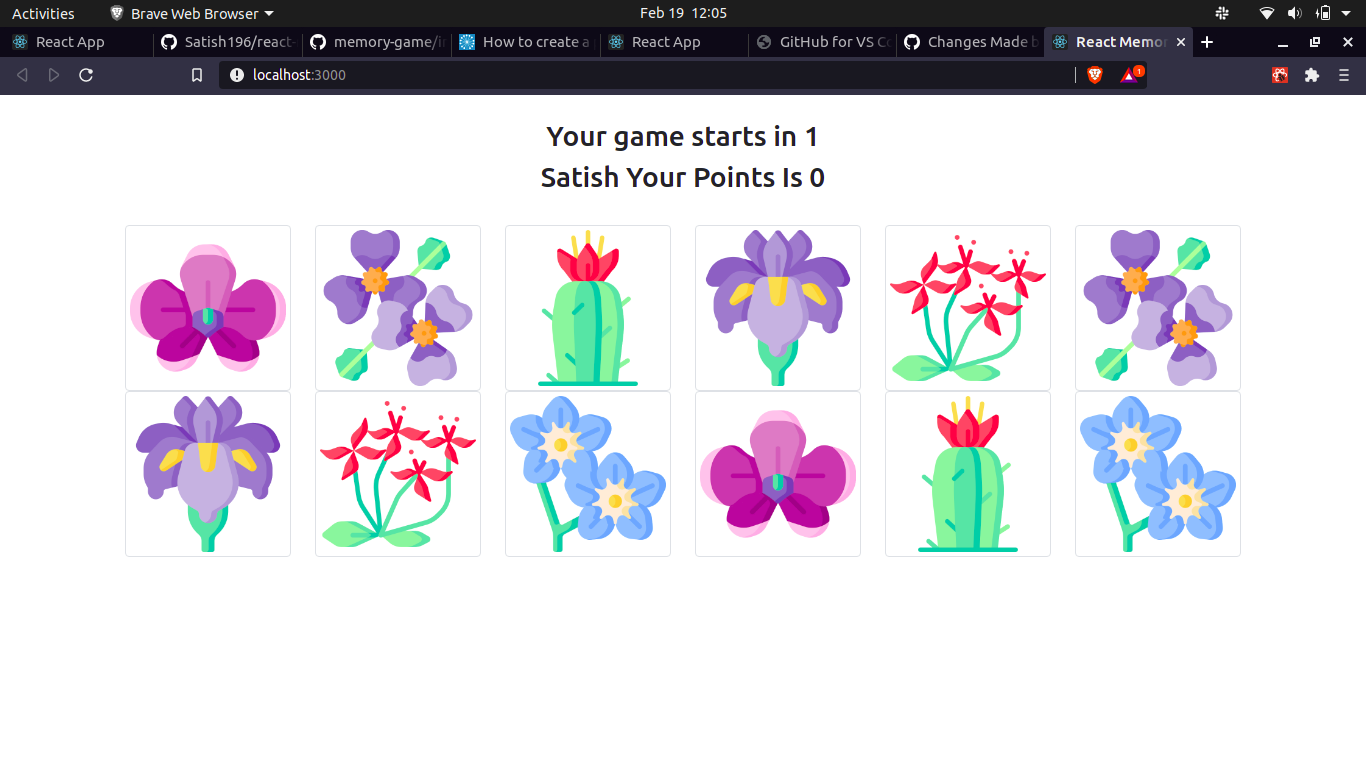 Activities
Brave Web Browser
Feb 19 12:05
React App
Satish196/react-
memory-game/
How to create a
React App
GitHub for VS Co
Changes Made b
React Memor
localhost:3000
1
Your game starts in 1
Satish Your Points Is 0